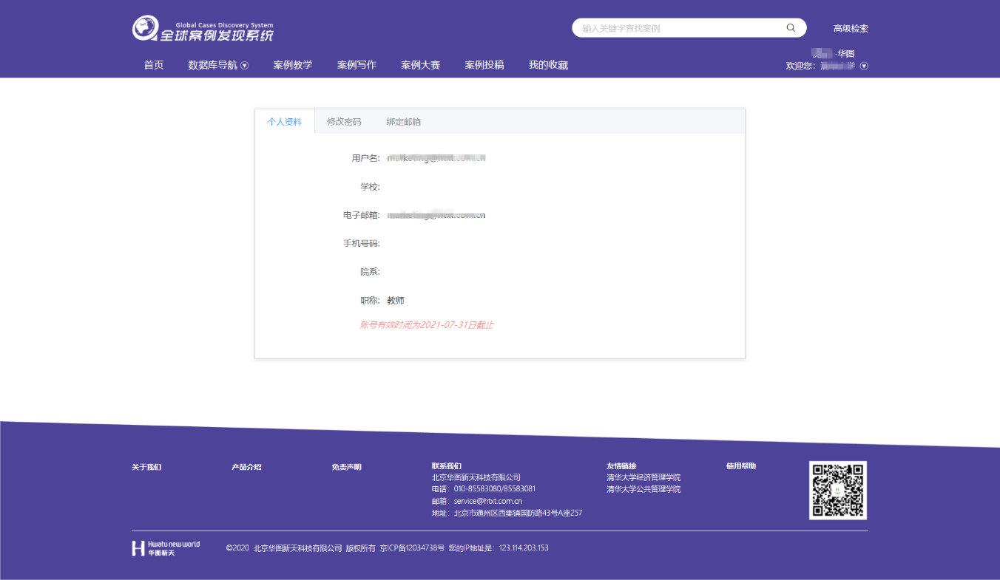 Global Cases Discovery System
全球案例发现系统
输入关键字查找案例
高级检索
-华图
首页 数据库导航 案例教学 案例写作 案例大赛 案例投稿 我的收藏
欢迎您:
个人资料 修改密码 绑定邮箱
用户名:
学校:
电子邮箱:
手机号码:
院系:
职称: 教师
账号有效时间为2021-07-31日截止
关于我们 产品介绍 免责声明
联系我们
北京华图新天科技有限公司
电话：010-85583080/85583081
邮箱：service@htxt.com.cn
地址：北京市通州区西集镇国防路43号A座257
友情链接
清华大学经济管理学院
清华大学公共管理学院
使用帮助
Hwatu new world
华图新天
©2020 北京华图新天科技有限公司 版权所有 京ICP备12034738号 您的IP地址是：123.114.203.153